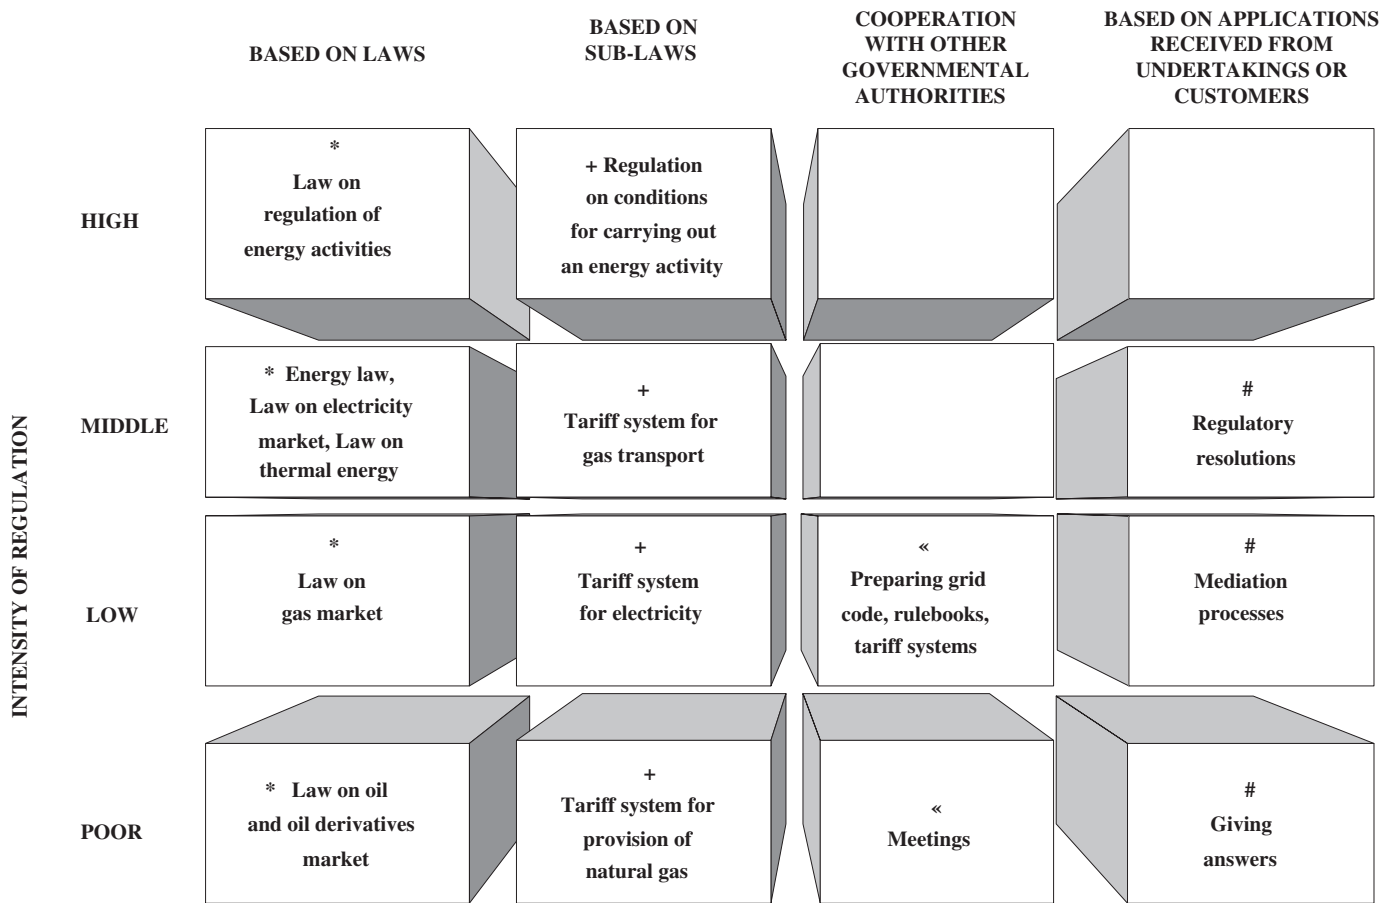 BASED ON LAWS
BASED ON
SUB-LAWS
COOPERATION
WITH OTHER
GOVERNMENTAL
AUTHORITIES
BASED ON APPLICATIONS
RECEIVED FROM
UNDERTAKINGS OR
CUSTOMERS
INTENSITY OF REGULATION
HIGH
*
Law on
regulation of
energy activities
+ Regulation
on conditions
for carrying out
an energy activity
MIDDLE
* Energy law,
Law on electricity
market, Law on
thermal energy
+
Tariff system for
gas transport
#
Regulatory
resolutions
LOW
*
Law on
gas market
+
Tariff system
for electricity
«
Preparing grid
code, rulebooks,
tariff systems
#
Mediation
processes
POOR
* Law on oil
and oil derivatives
market
+
Tariff system for
provision of
natural gas
«
Meetings
#
Giving
answers